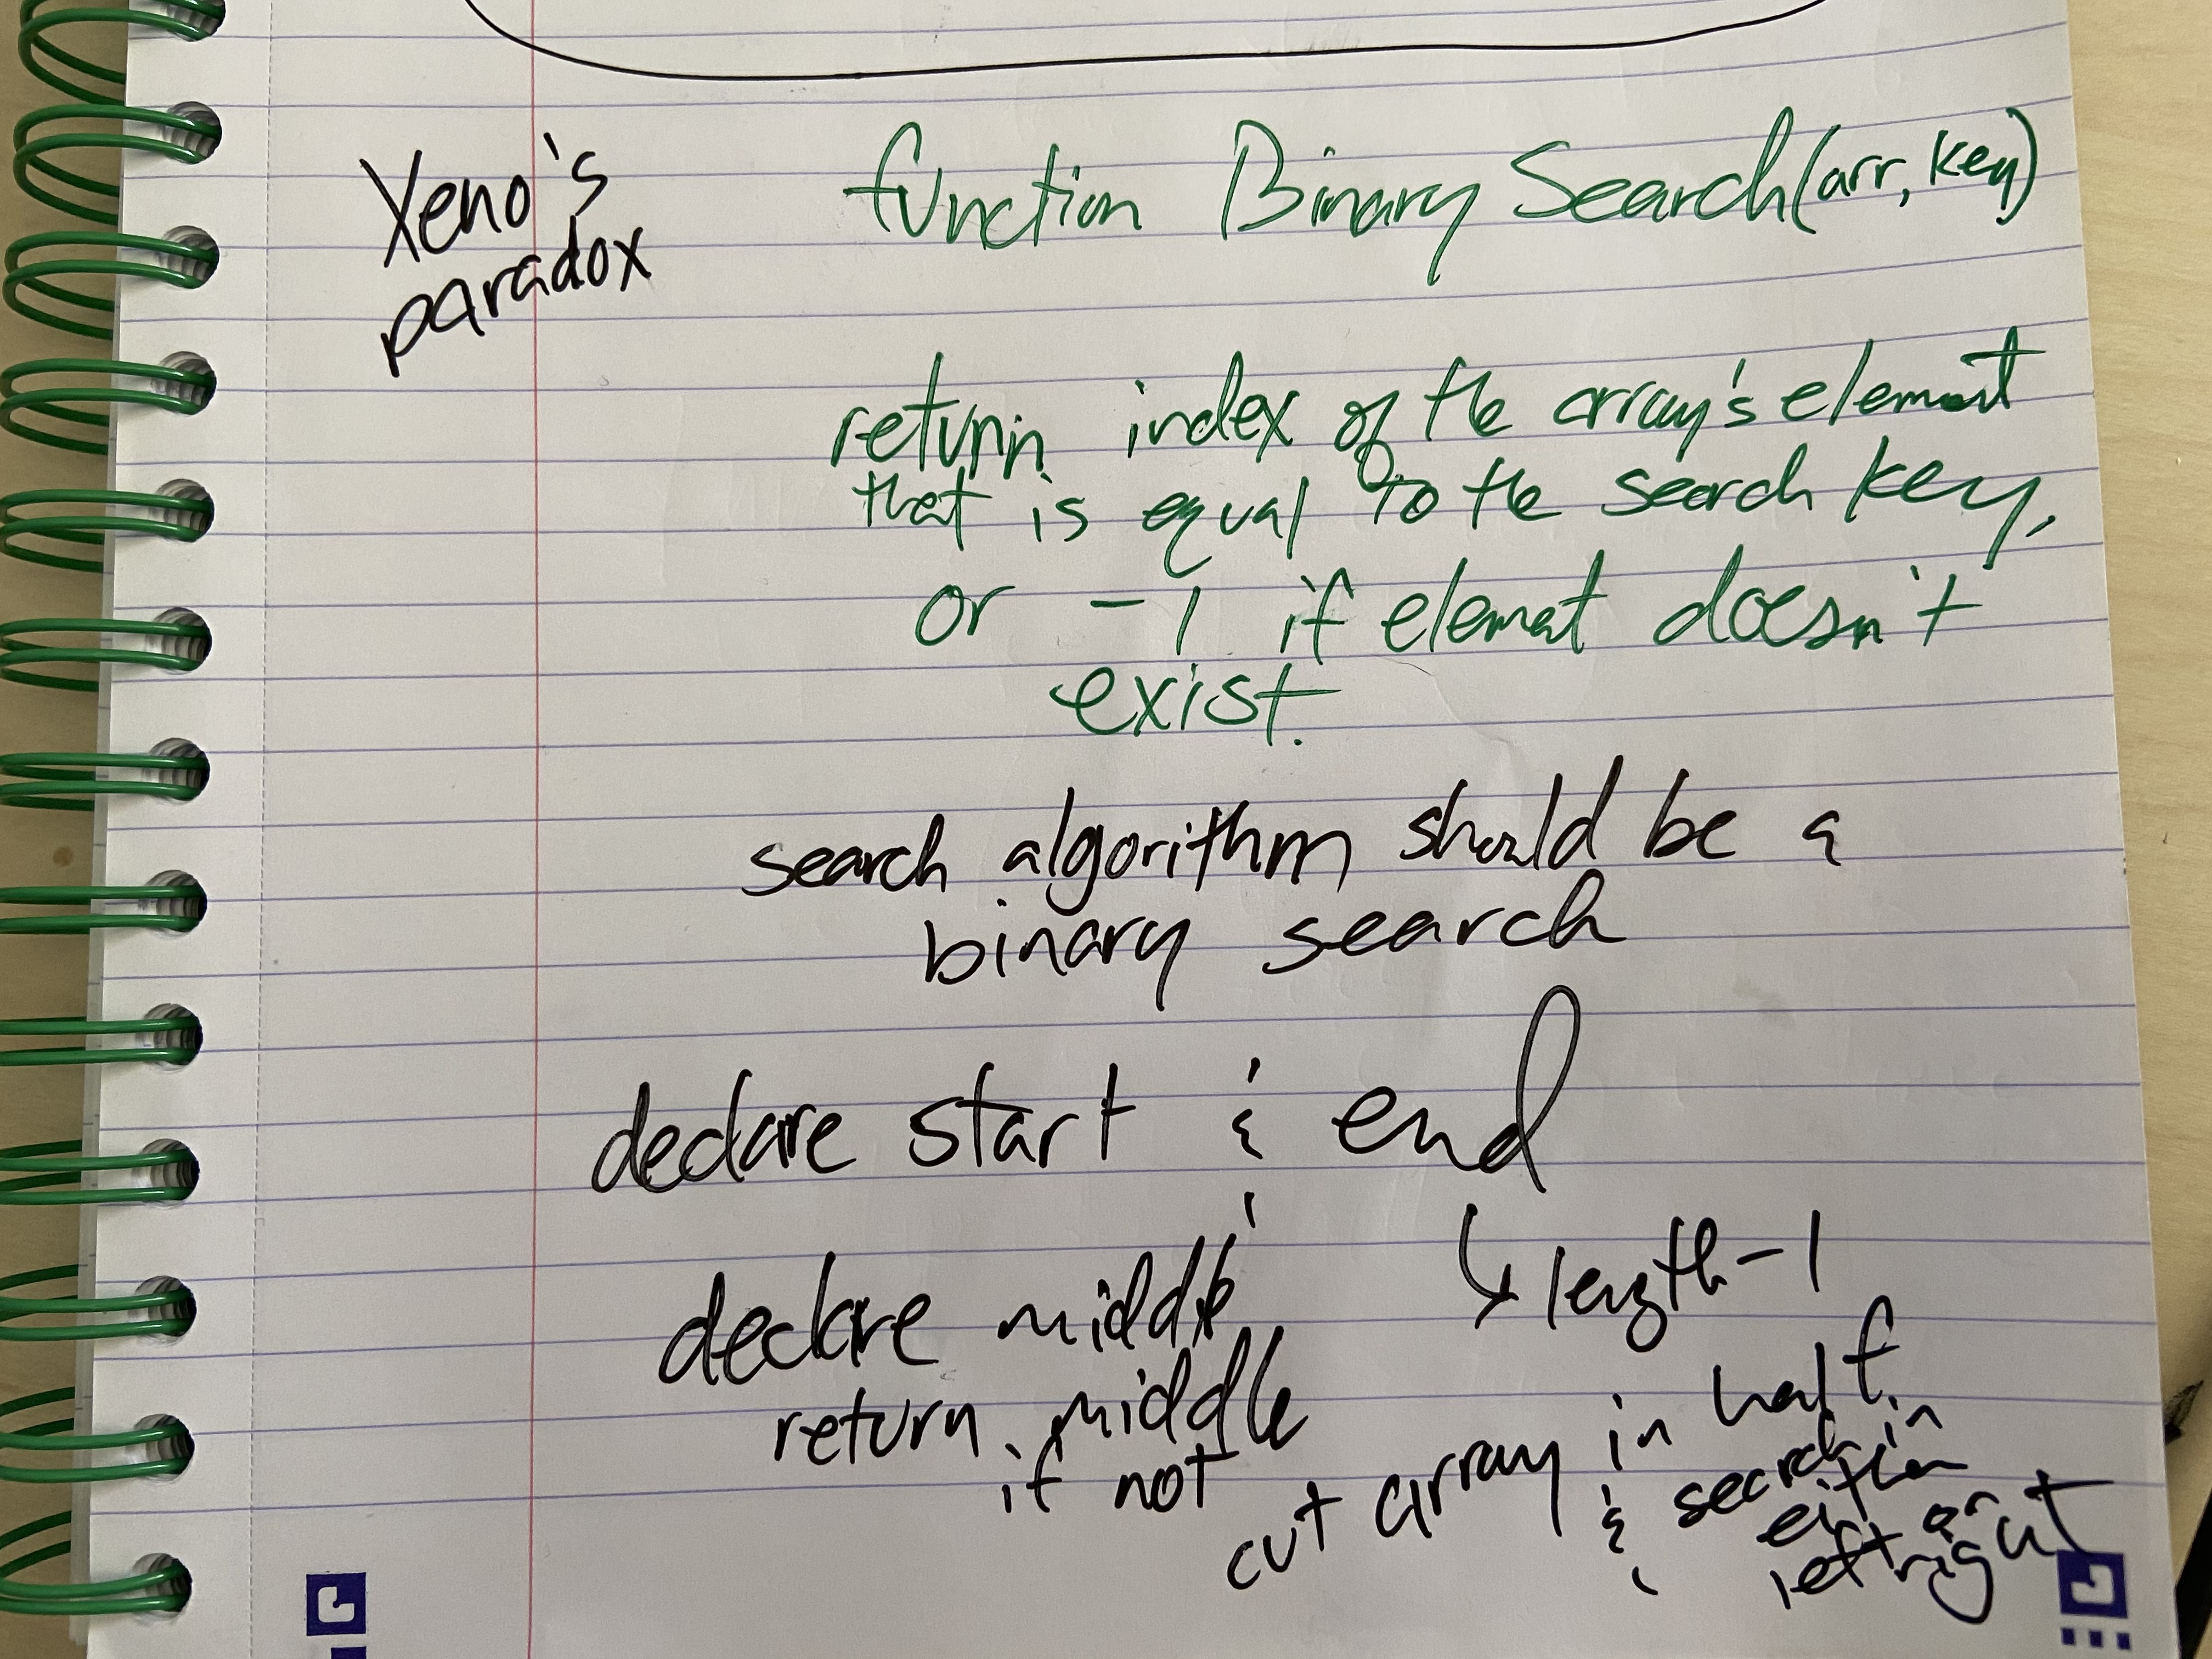 Xeno's
paradox
function Binary Search(arr, key)
return index of the array's element
that is equal to the search key,
or -1 if element doesn't
exist.
search algorithm should be a
binary search
declare start & end
↳ length-1
declare middle
return middle
if not
cut array in half
& search in
either
left or
right